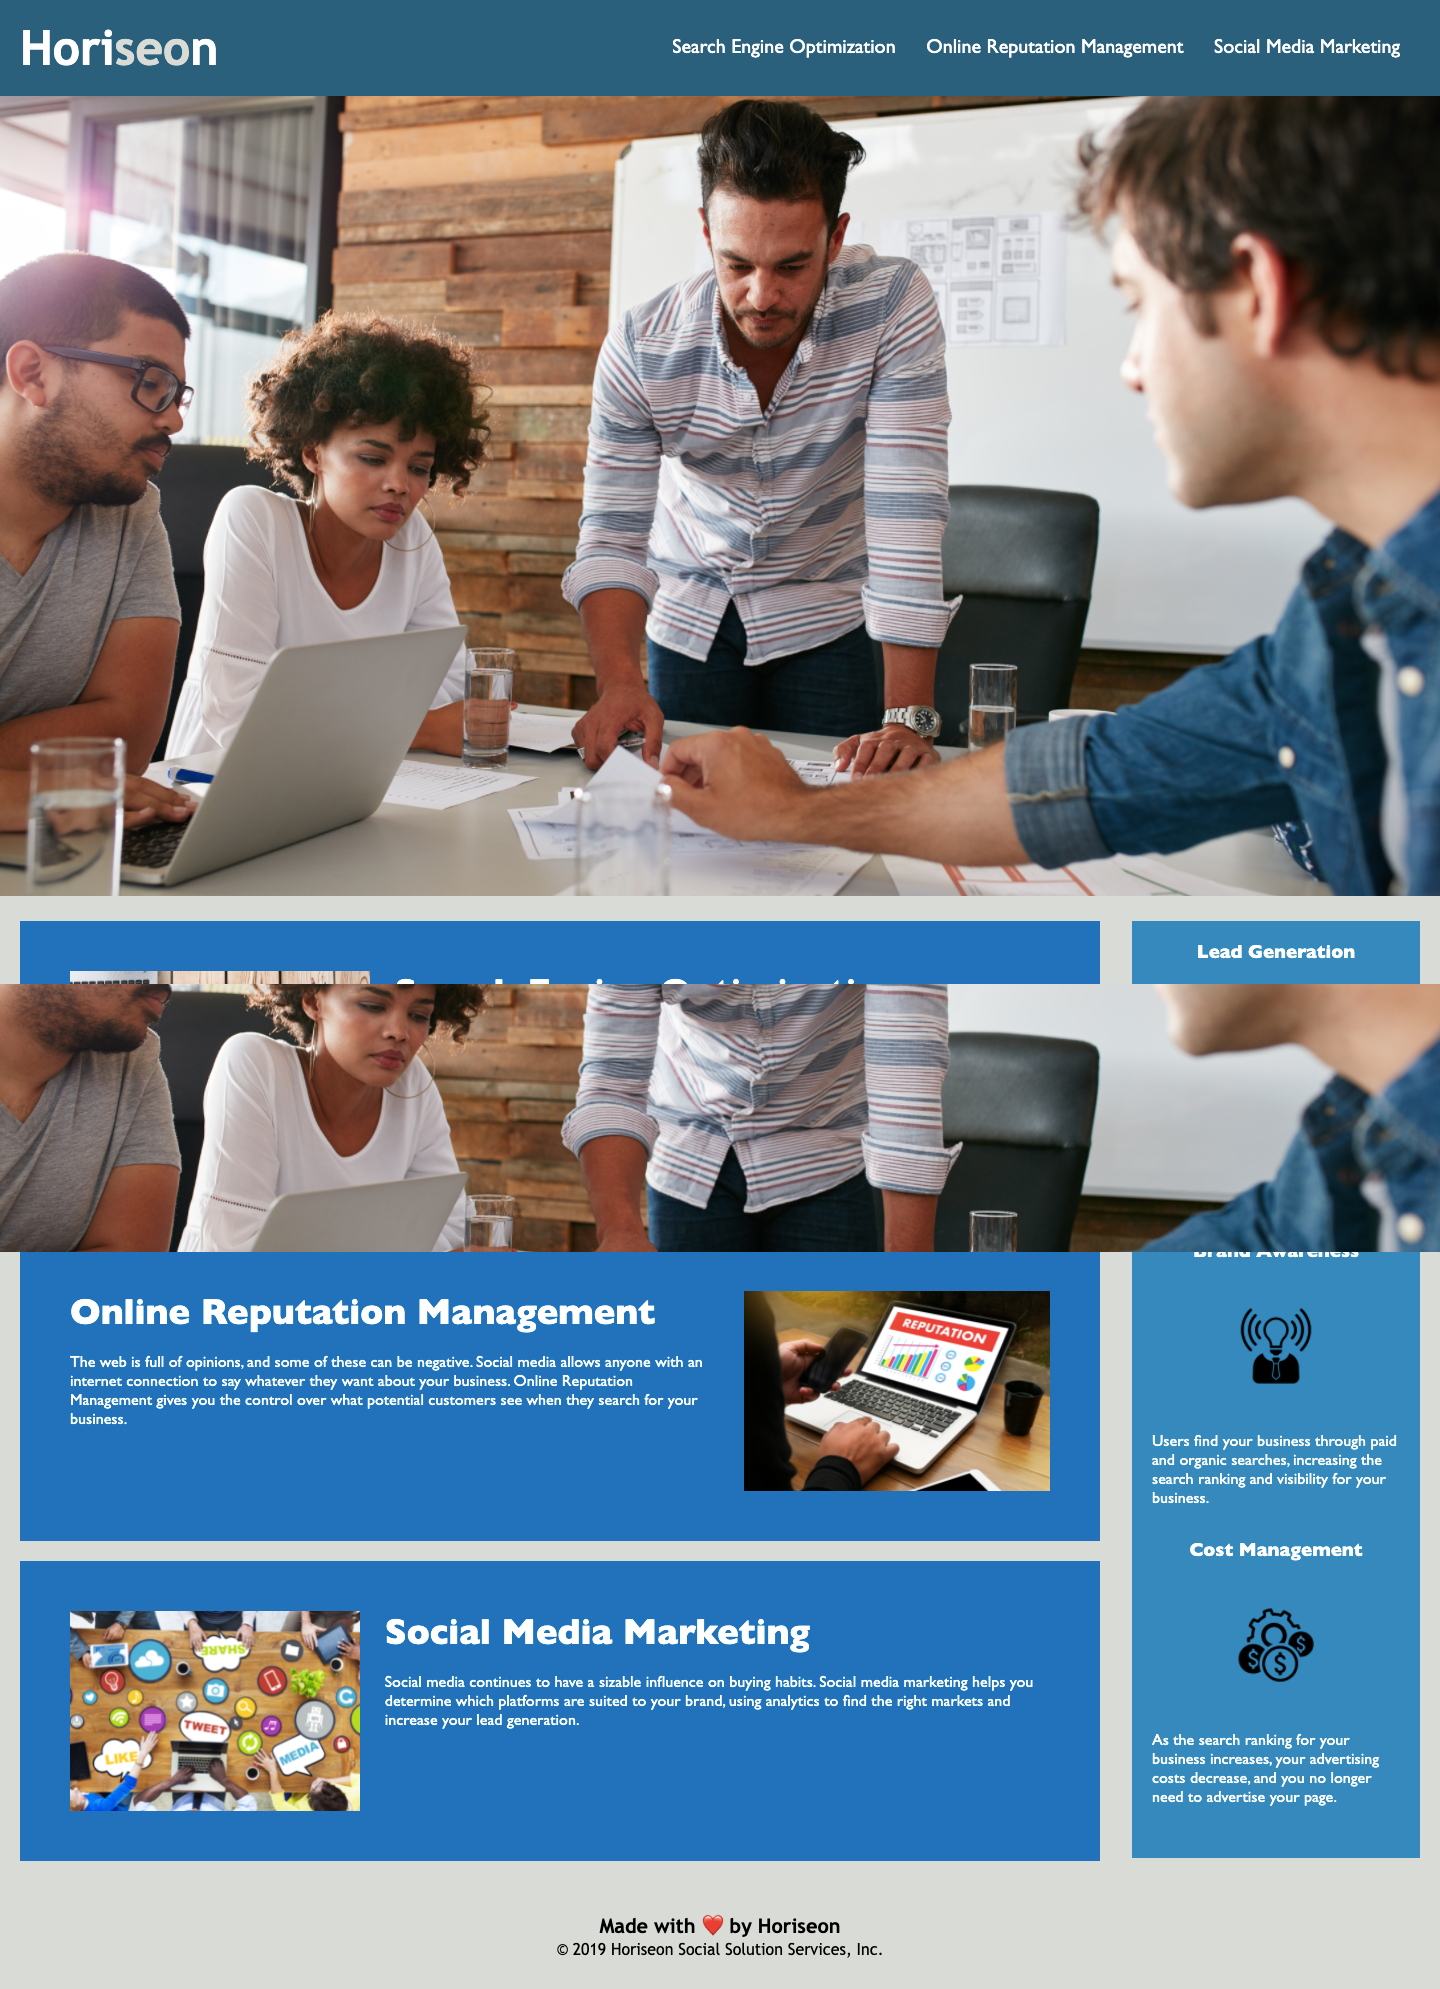 Horiseon
Search Engine Optimization
Online Reputation Management
Social Media Marketing
Search Engine Optimization
Lead Generation
Brand Awareness
Online Reputation Management
The web is full of opinions, and some of these can be negative. Social media allows anyone with an
internet connection to say whatever they want about your business. Online Reputation
Management gives you the control over what potential customers see when they search for your
business.
REPUTATION
Users find your business through paid
and organic searches, increasing the
search ranking and visibility for your
business.
Cost Management
As the search ranking for your
business increases, your advertising
costs decrease, and you no longer
need to advertise your page.
SHARE
TWEET
LIKE
MEDIA
Social Media Marketing
Social media continues to have a sizable influence on buying habits. Social media marketing helps you
determine which platforms are suited to your brand, using analytics to find the right markets and
increase your lead generation.
Made with ❤️ by Horiseon
© 2019 Horiseon Social Solution Services, Inc.